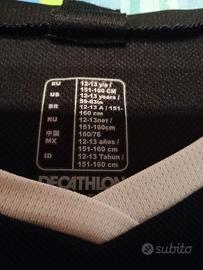 EU 12-13 y/a /
151-160 CM
US 12-13 years /
59-63in
BR 12-13 A / 151-
160 cm
RU 12-13лет /
151-160cm
中国 160/76
MX 12-13 años /
151-160 cm
ID 12-13 Tahun /
151-160 cm
DECATHLON
subito